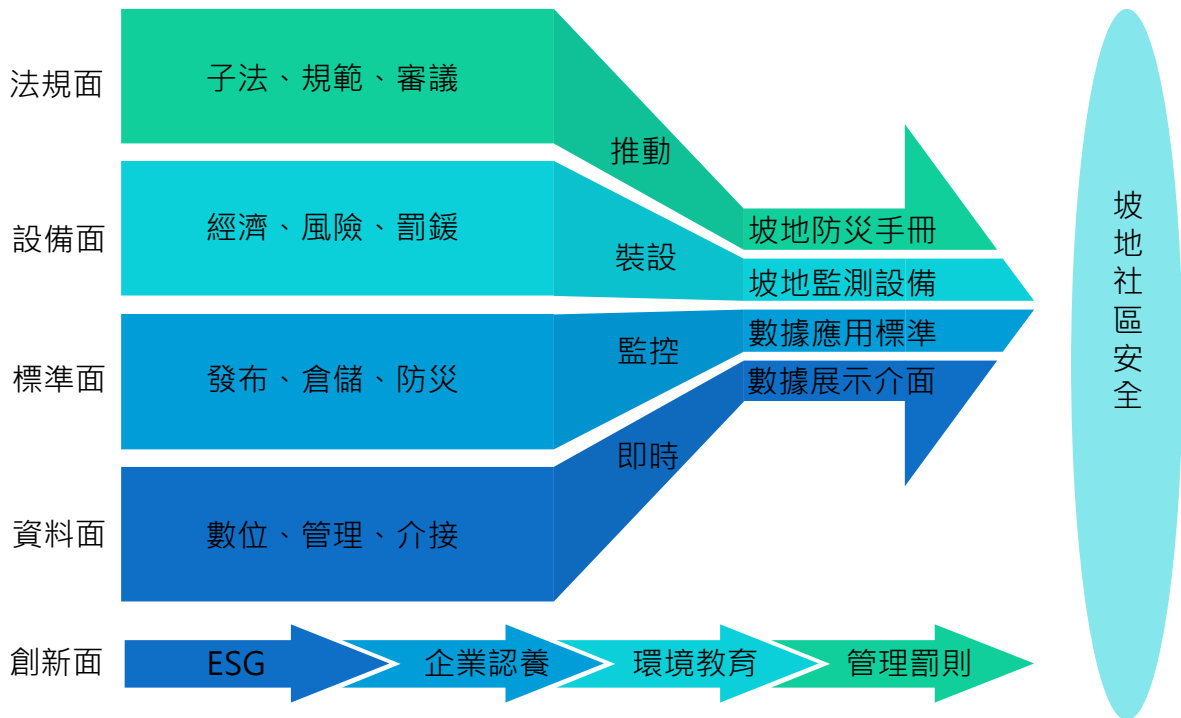 法規面
子法、規範、審議
推動
坡地防災手冊
設備面
經濟、風險、罰鍰
裝設
坡地監測設備
標準面
發布、倉儲、防災
監控
數據應用標準
資料面
數位、管理、介接
即時
數據展示介面
創新面
ESG
企業認養
環境教育
管理罰則
坡地社區安全